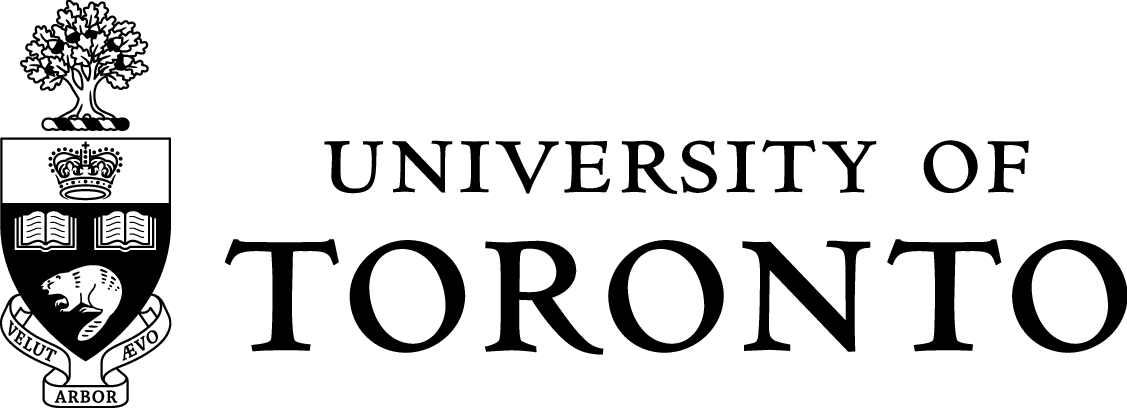 UNIVERSITY OF
TORONTO
VELUT
ARBOR
ÆVO